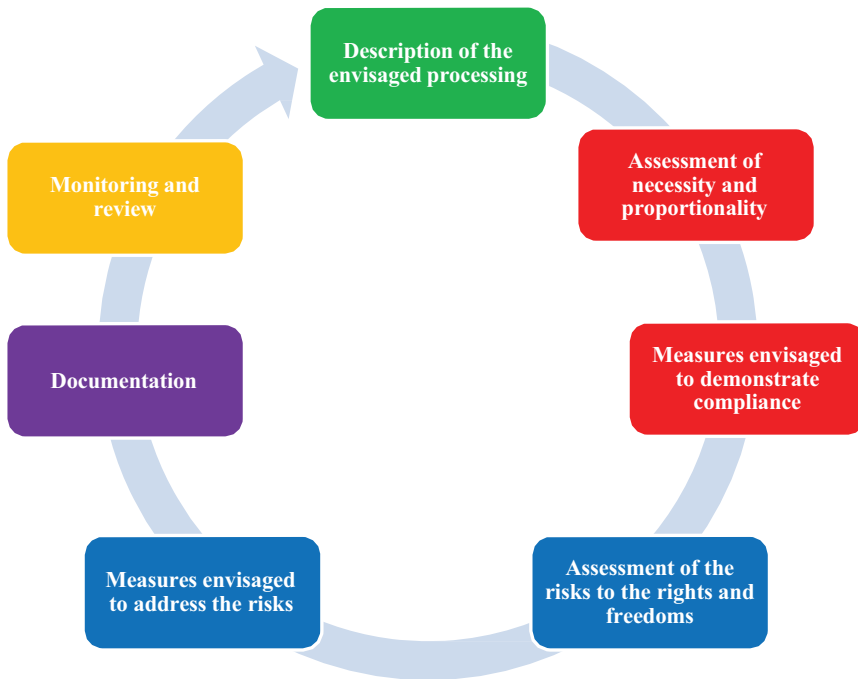 Description of the
envisaged processing
Assessment of
necessity and
proportionality
Measures envisaged
to demonstrate
compliance
Assessment of the
risks to the rights and
freedoms
Measures envisaged
to address the risks
Documentation
Monitoring and
review